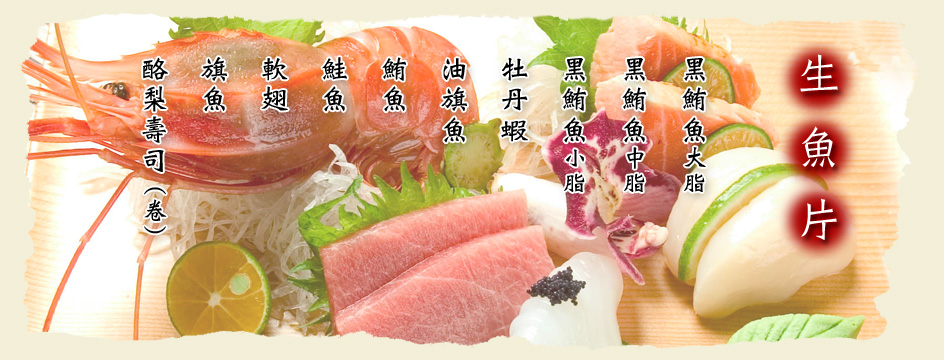 生魚片
黑鮪魚大脂
黑鮪魚中脂
黑鮪魚小脂
牡丹蝦
油旗魚
鮪魚
鮭魚
軟翅
旗魚
酪梨壽司（卷）